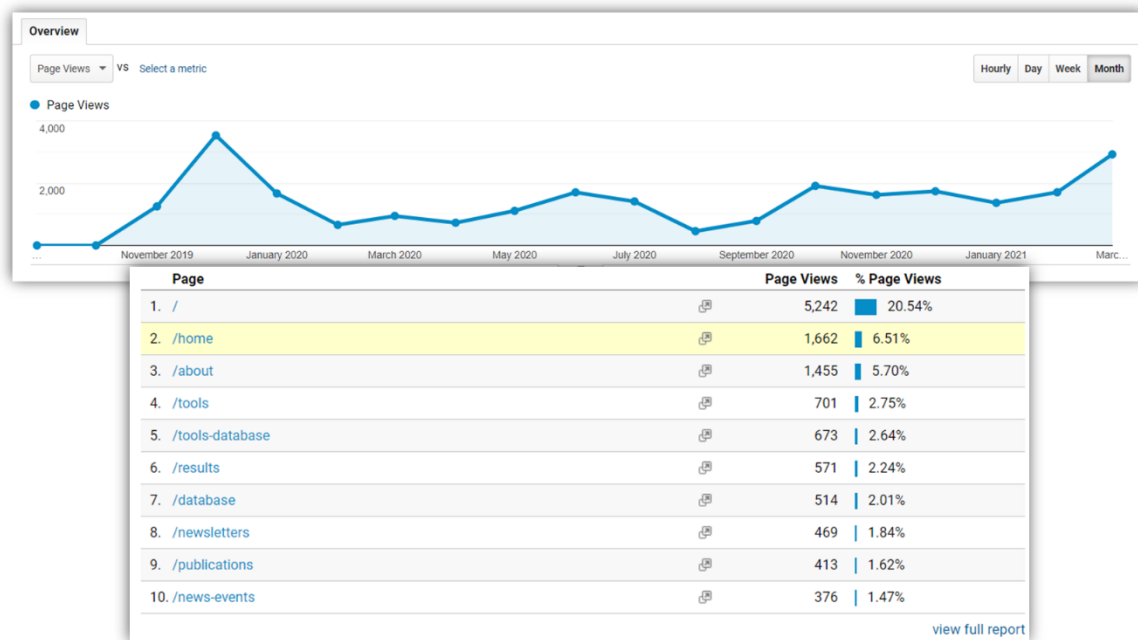 Overview
Page Views VS Select a metric
Hourly Day Week Month
Page Views
4,000
2,000
... November 2019 January 2020 March 2020 May 2020 July 2020 September 2020 November 2020 January 2021 Marc...
Page Page Views % Page Views
1. / 5,242 20.54%
2. /home 1,662 6.51%
3. /about 1,455 5.70%
4. /tools 701 2.75%
5. /tools-database 673 2.64%
6. /results 571 2.24%
7. /database 514 2.01%
8. /newsletters 469 1.84%
9. /publications 413 1.62%
10. /news-events 376 1.47%
view full report